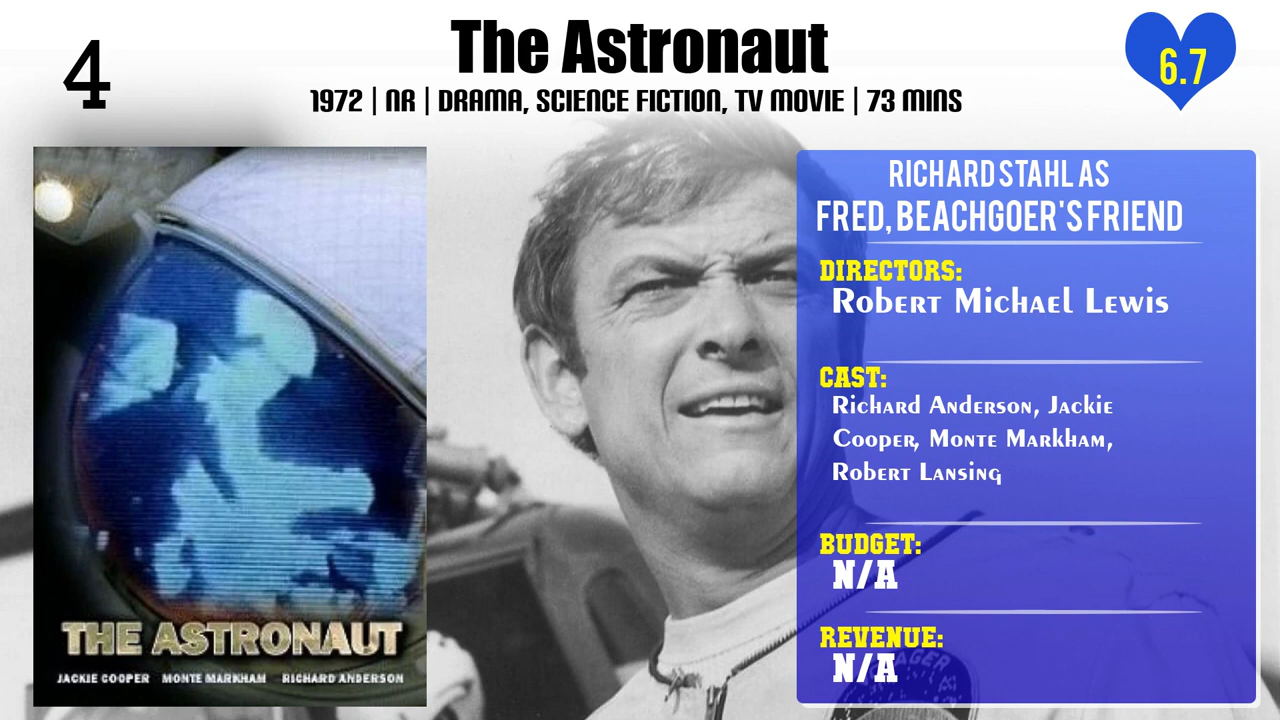 4
The Astronaut
1972 | NR | DRAMA, SCIENCE FICTION, TV MOVIE | 73 MINS
6.7
THE ASTRONAUT
JACKIE COOPER MONTE MARKHAM RICHARD ANDERSON
RICHARD STAHL AS
FRED, BEACHGOER'S FRIEND
DIRECTORS:
Robert Michael Lewis
CAST:
Richard Anderson, Jackie
Cooper, Monte Markham,
Robert Lansing
BUDGET:
N/A
REVENUE:
N/A